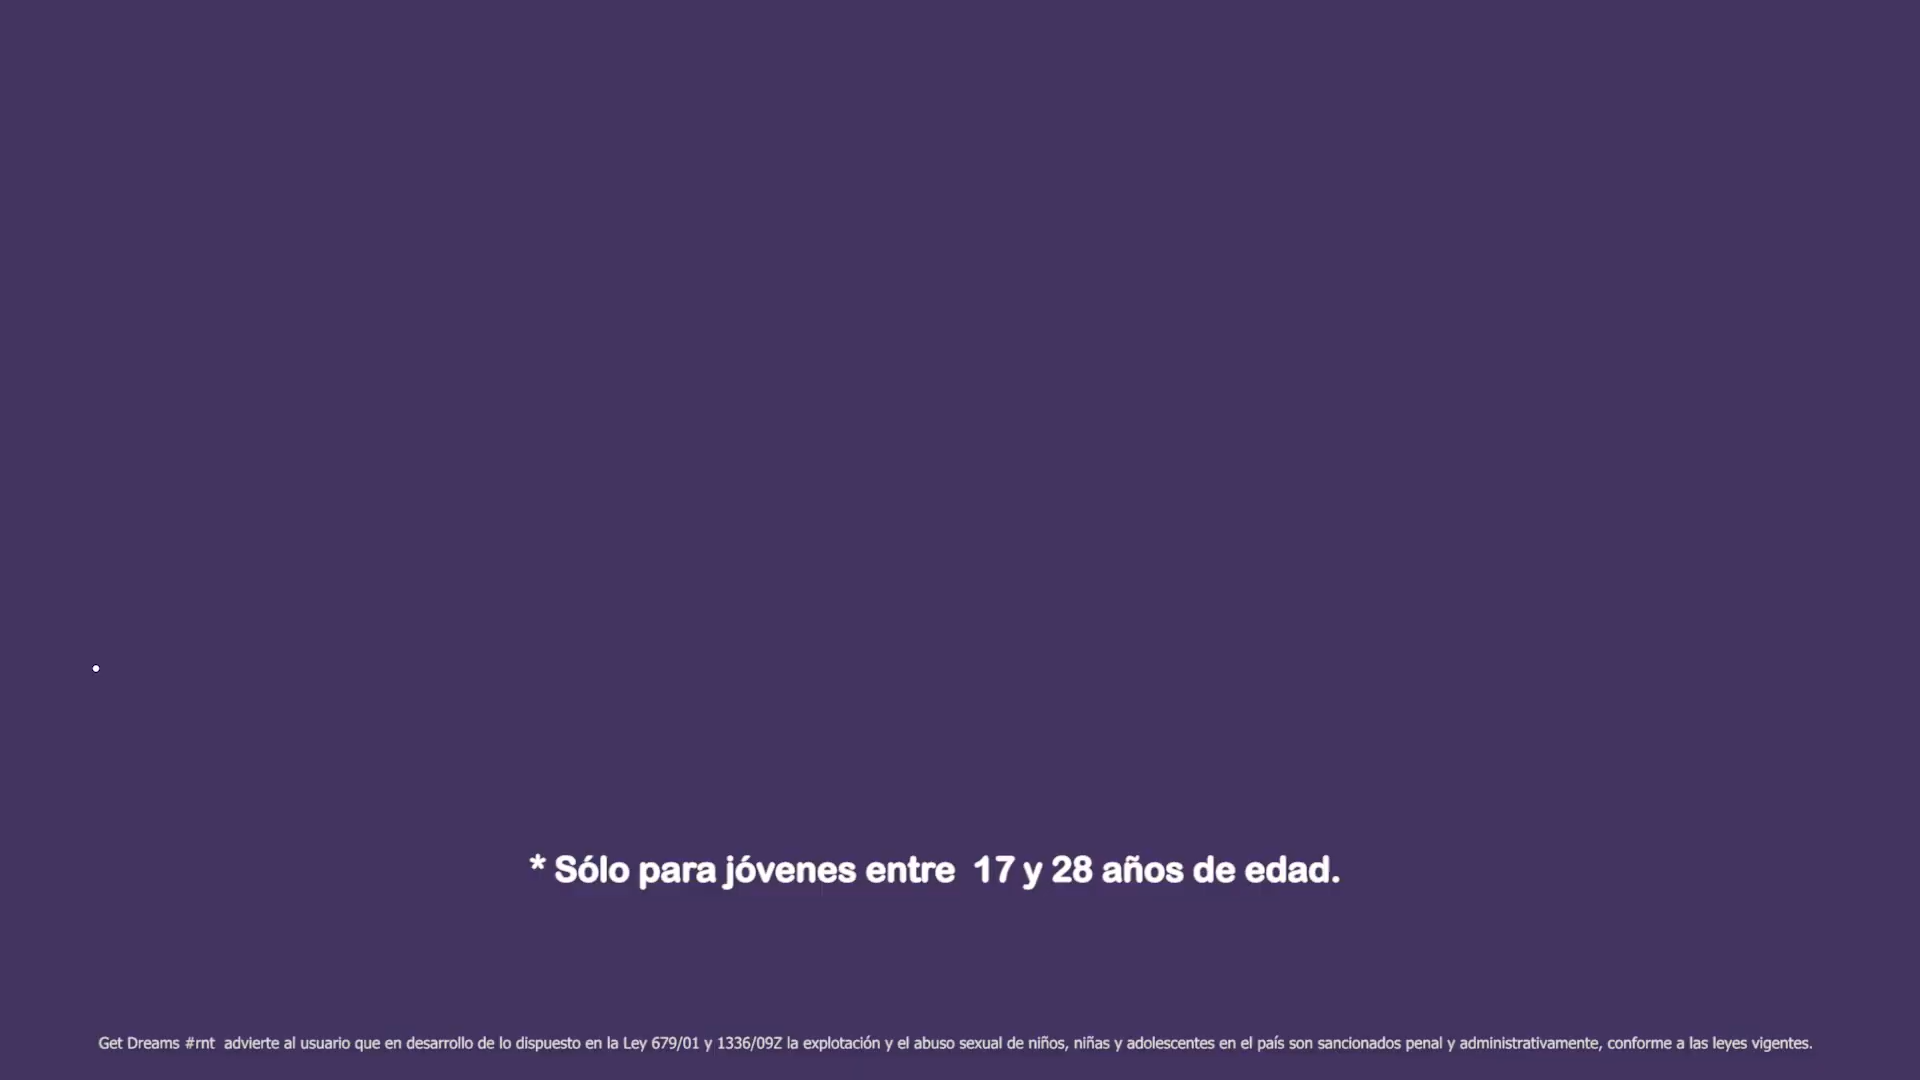 * Sólo para jóvenes entre  17 y 28 años de edad.
Get Dreams #rnt  advierte al usuario que en desarrollo de lo dispuesto en la Ley 679/01 y 1336/09Z la explotación y el abuso sexual de niños, niñas y adolescentes en el país son sancionados penal y administrativamente, conforme a las leyes vigentes.